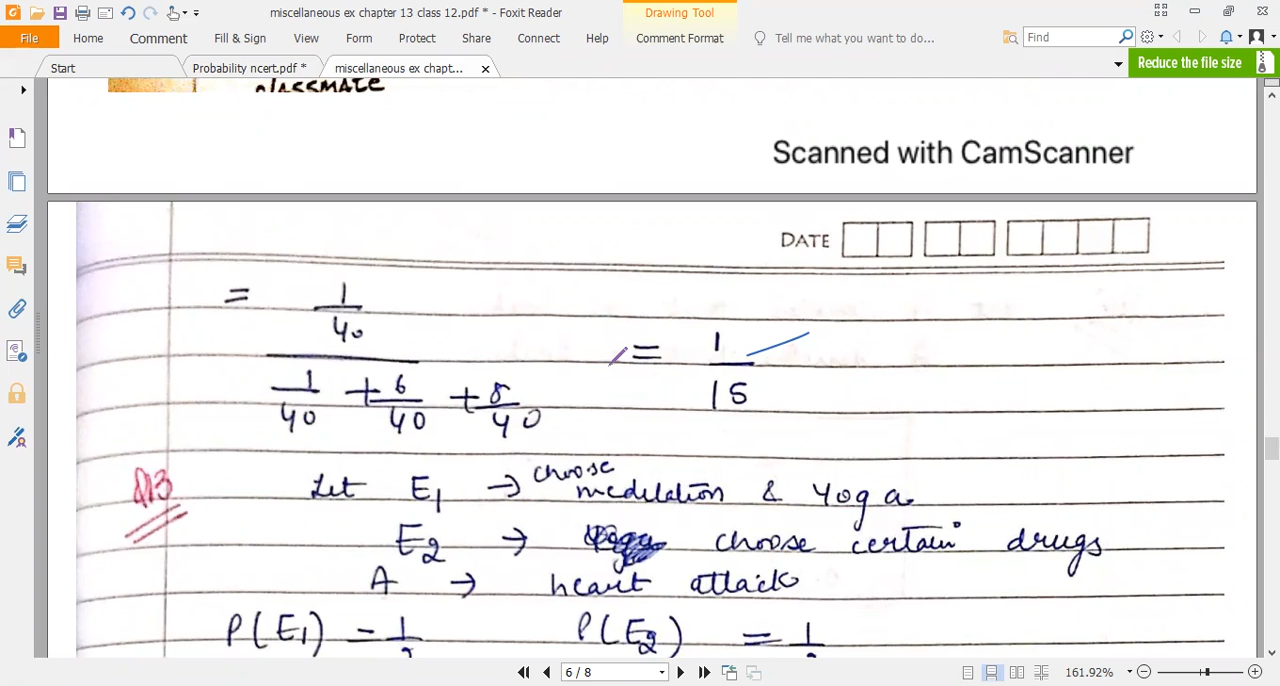 miscellaneous ex chapter 13 class 12.pdf * - Foxit Reader
Drawing Tool
File Home Comment Fill & Sign View Form Protect Share Connect Help Comment Format Tell me what you want to do... Find
Start Probability ncert.pdf * miscellaneous ex chapt... Reduce the file size
CLASSMATE
Scanned with CamScanner
DATE
= 1/40
= 1/15
1/40 + 6/40 + 8/40
Q13 Let E1 → choose meditation & Yoga
E2 → choose certain drugs
A → heart attack
P(E1) = 1 P(E2) = 1
6 / 8 161.92%